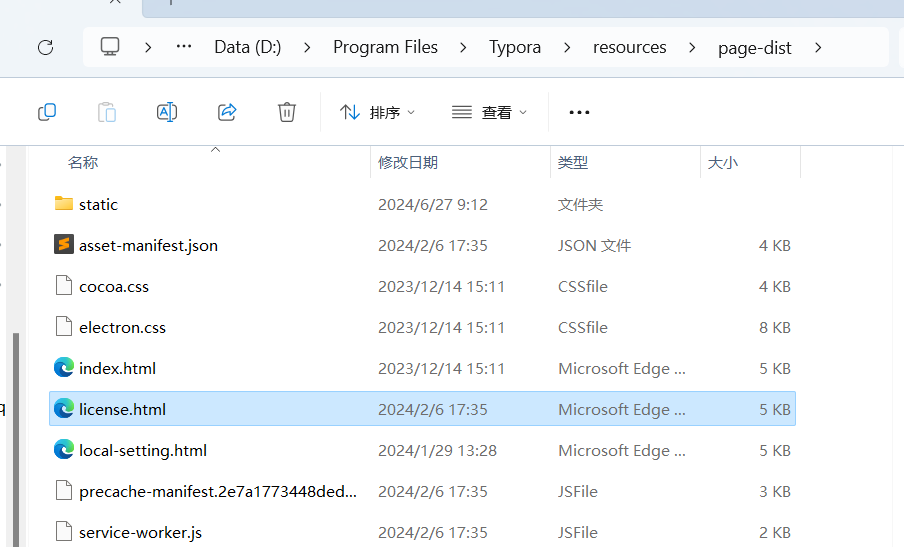 Data (D:) > Program Files > Typora > resources > page-dist >
排序 查看
名称 修改日期 类型 大小
static 2024/6/27 9:12 文件夹
asset-manifest.json 2024/2/6 17:35 JSON 文件 4 KB
cocoa.css 2023/12/14 15:11 CSSfile 4 KB
electron.css 2023/12/14 15:11 CSSfile 8 KB
index.html 2023/12/14 15:11 Microsoft Edge ... 5 KB
license.html 2024/2/6 17:35 Microsoft Edge ... 5 KB
local-setting.html 2024/1/29 13:28 Microsoft Edge ... 5 KB
precache-manifest.2e7a1773448ded... 2024/2/6 17:35 JSFile 3 KB
service-worker.js 2024/2/6 17:35 JSFile 2 KB